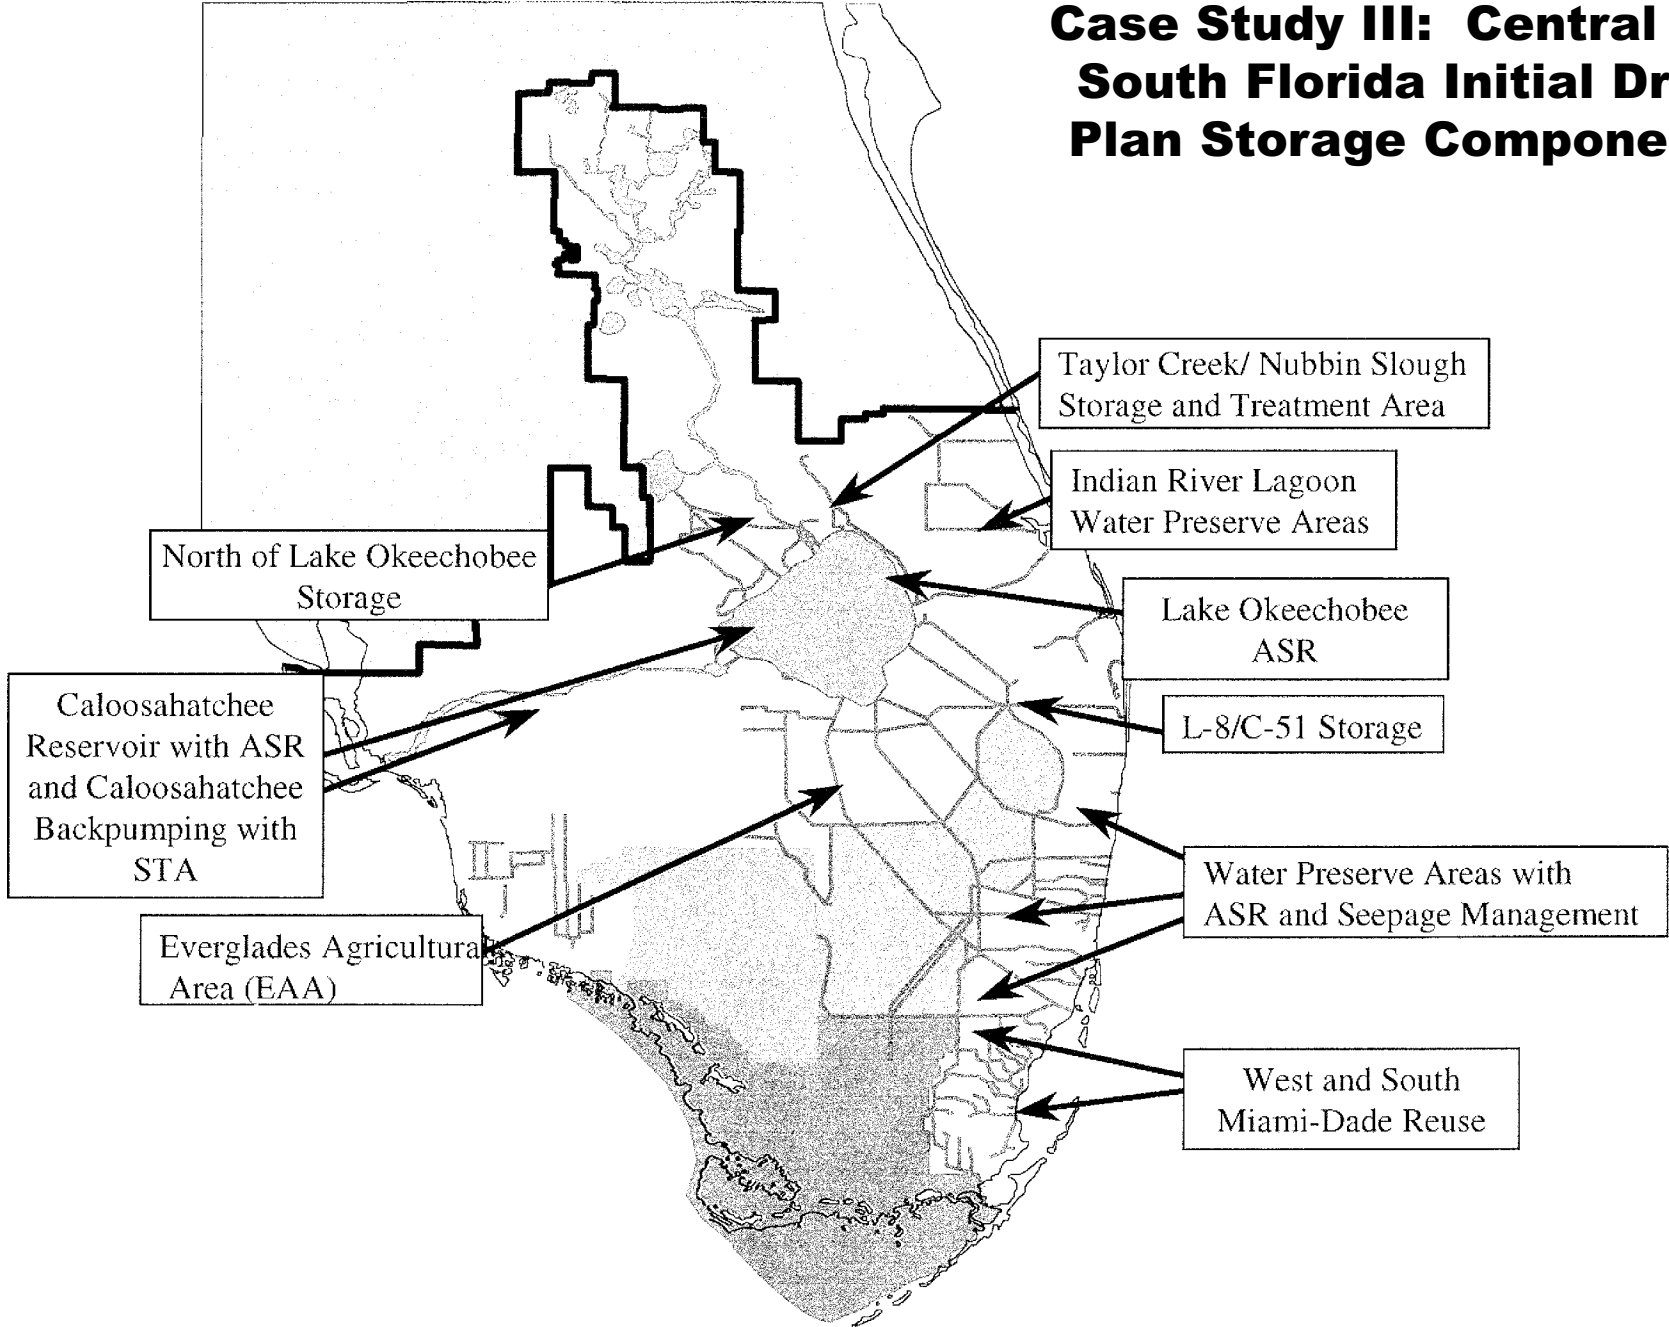 Case Study III: Central
South Florida Initial Dr
Plan Storage Compone
Taylor Creek/ Nubbin Slough
Storage and Treatment Area
Indian River Lagoon
Water Preserve Areas
North of Lake Okeechobee
Storage
Lake Okeechobee
ASR
Caloosahatchee
Reservoir with ASR
and Caloosahatchee
Backpumping with
STA
L-8/C-51 Storage
Water Preserve Areas with
ASR and Seepage Management
Everglades Agricultura
Area (EAA)
West and South
Miami-Dade Reuse